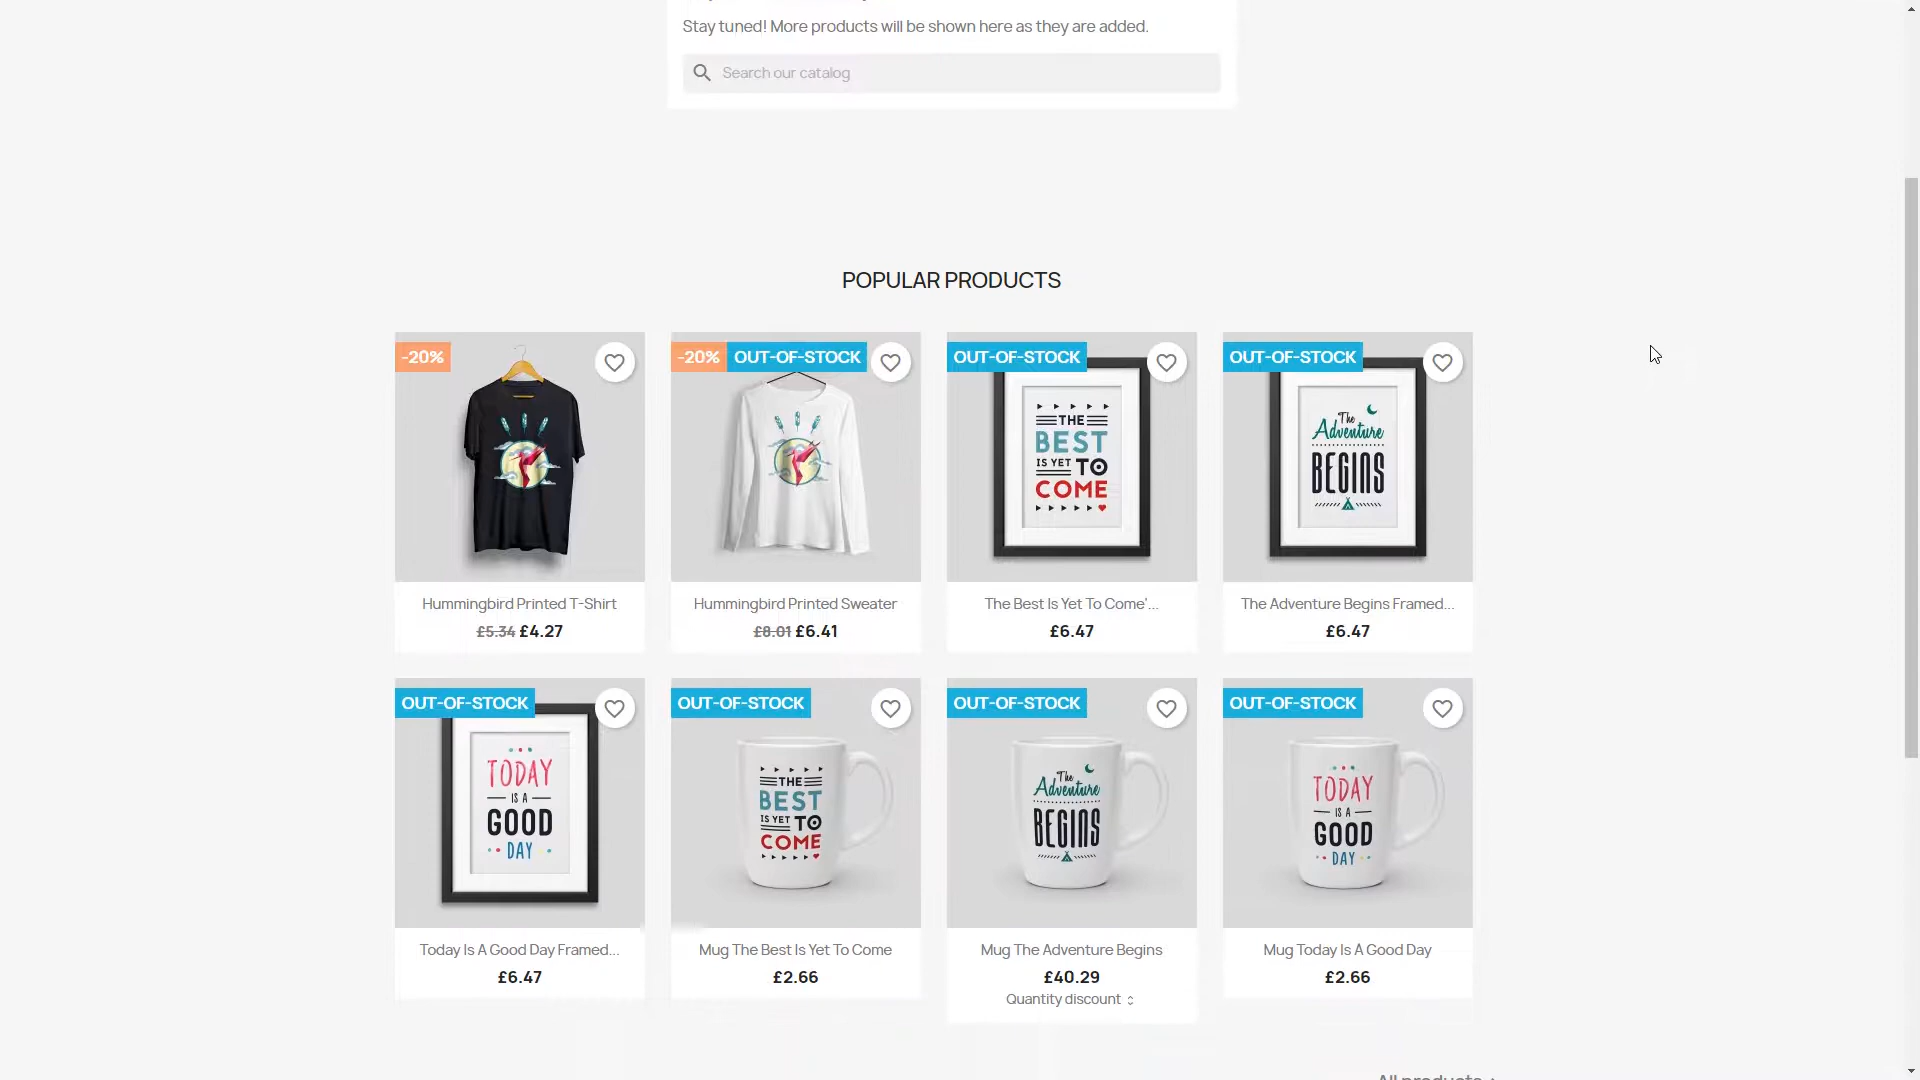 Stay tuned! More products will be shown here as they are added.
Search our catalog
POPULAR PRODUCTS
-20%
THE
BEST
IS YET TO
COME
The
Adventure
BEGINS
-20% OUT-OF-STOCK
OUT-OF-STOCK
OUT-OF-STOCK
Hummingbird Printed T-Shirt
£5.34 £4.27
Hummingbird Printed Sweater
£8.01 £6.41
The Best Is Yet To Come'...
£6.47
The Adventure Begins Framed...
£6.47
OUT-OF-STOCK
TODAY
IS A
GOOD
DAY
Today Is A Good Day Framed...
£6.47
OUT-OF-STOCK
THE
BEST
IS YET TO
COME
Mug The Best Is Yet To Come
£2.66
OUT-OF-STOCK
The
Adventure
BEGINS
Mug The Adventure Begins
£40.29
Quantity discount
OUT-OF-STOCK
TODAY
IS A
GOOD
DAY
Mug Today Is A Good Day
£2.66
All products